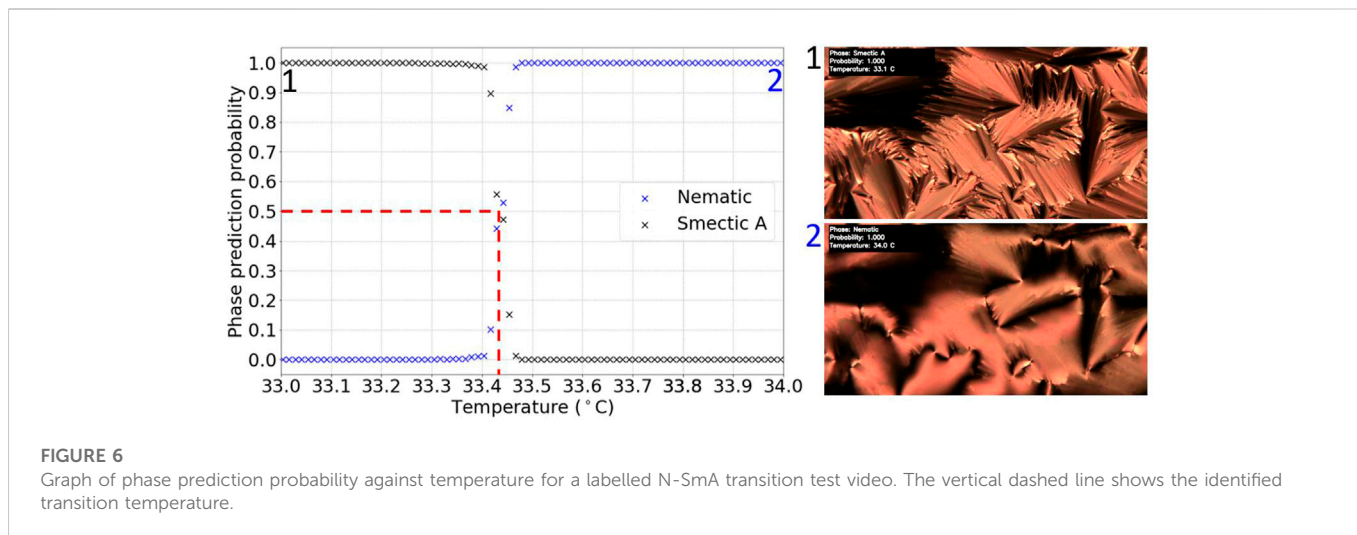 1.0
0.9
0.8
0.7
0.6
0.5
0.4
0.3
0.2
0.1
0.0
Phase prediction probability
1
2
Nematic
Smectic A
33.0 33.1 33.2 33.3 33.4 33.5 33.6 33.7 33.8 33.9 34.0
Temperature (°C)
1
Phase: Smectic A
Probability: 1.000
Temperature: 33.1 C
2
Phase: Nematic
Probability: 1.000
Temperature: 34.0 C
FIGURE 6
Graph of phase prediction probability against temperature for a labelled N-SmA transition test video. The vertical dashed line shows the identified
transition temperature.